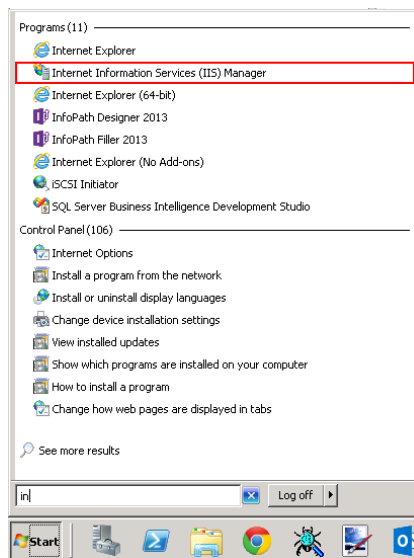 Programs (11)
Internet Explorer
Internet Information Services (IIS) Manager
Internet Explorer (64-bit)
InfoPath Designer 2013
InfoPath Filler 2013
Internet Explorer (No Add-ons)
iSCSI Initiator
SQL Server Business Intelligence Development Studio
Control Panel (106)
Internet Options
Install a program from the network
Install or uninstall display languages
Change device installation settings
View installed updates
Show which programs are installed on your computer
How to install a program
Change how web pages are displayed in tabs
See more results
in
Log off
Start